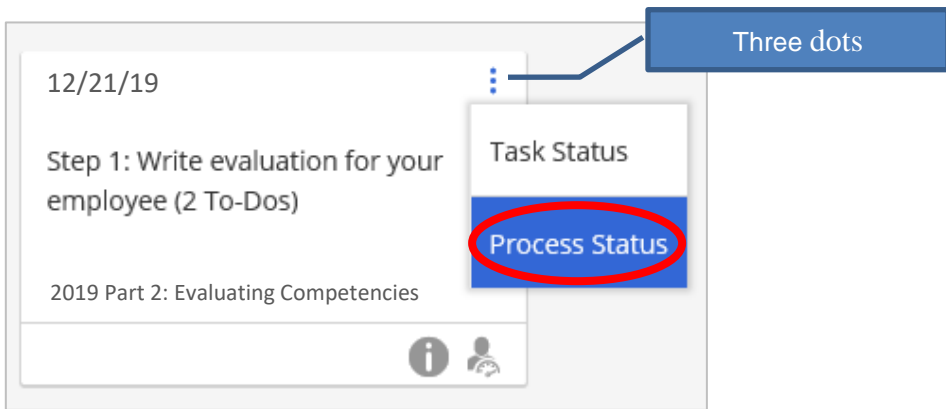 Three dots
12/21/19
Step 1: Write evaluation for your
employee (2 To-Dos)
Task Status
Process Status
2019 Part 2: Evaluating Competencies